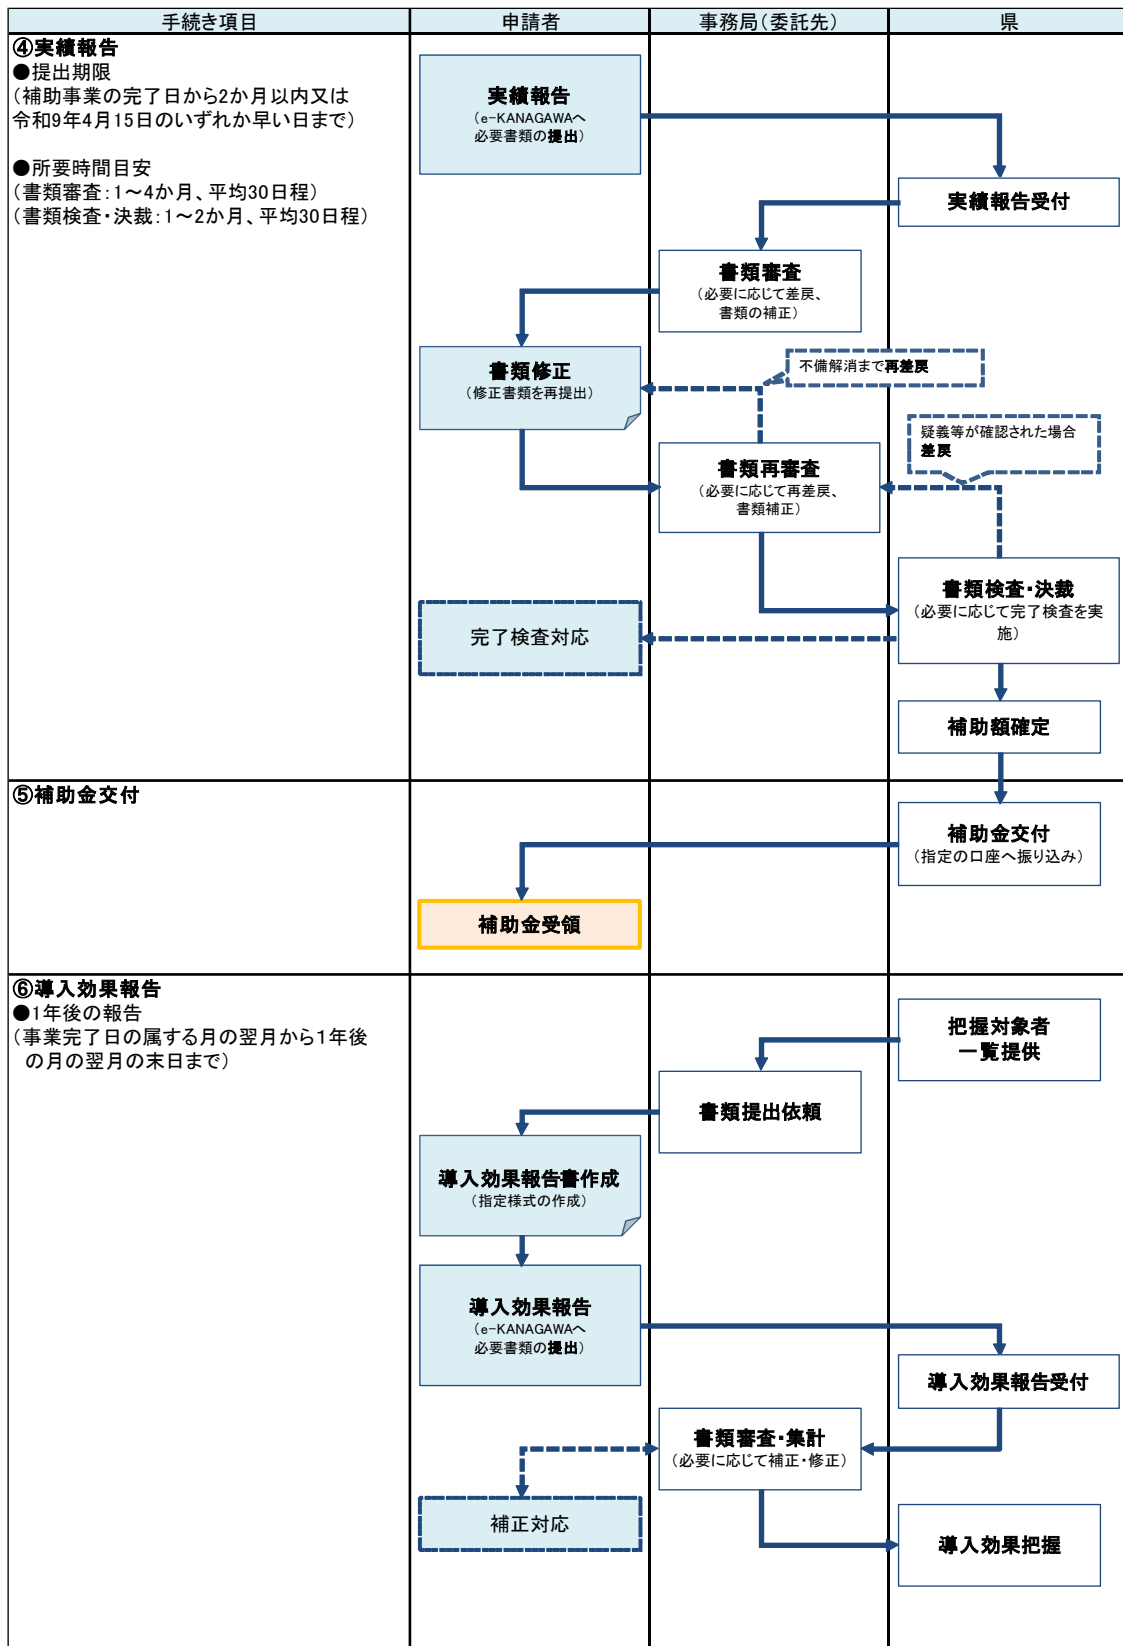 手続き項目
申請者
事務局(委託先)
県
④実績報告
●提出期限
(補助事業の完了日から2か月以内又は
令和9年4月15日のいずれか早い日まで)
●所要時間目安
(書類審査:1~4か月、平均30日程)
(書類検査・決裁:1~2か月、平均30日程)
実績報告
(e-KANAGAWAへ
必要書類の提出)
実績報告受付
書類審査
(必要に応じて差戻、
書類の補正)
書類修正
(修正書類を再提出)
不備解消まで再差戻
疑義等が確認された場合
差戻
書類再審査
(必要に応じて再差戻、
書類補正)
書類検査・決裁
(必要に応じて完了検査を実
施)
完了検査対応
補助額確定
⑤補助金交付
補助金交付
(指定の口座へ振り込み)
補助金受領
⑥導入効果報告
●1年後の報告
(事業完了日の属する月の翌月から1年後
の月の翌月の末日まで)
把握対象者
一覧提供
書類提出依頼
導入効果報告書作成
(指定様式の作成)
導入効果報告
(e-KANAGAWAへ
必要書類の提出)
導入効果報告受付
書類審査・集計
(必要に応じて補正・修正)
補正対応
導入効果把握